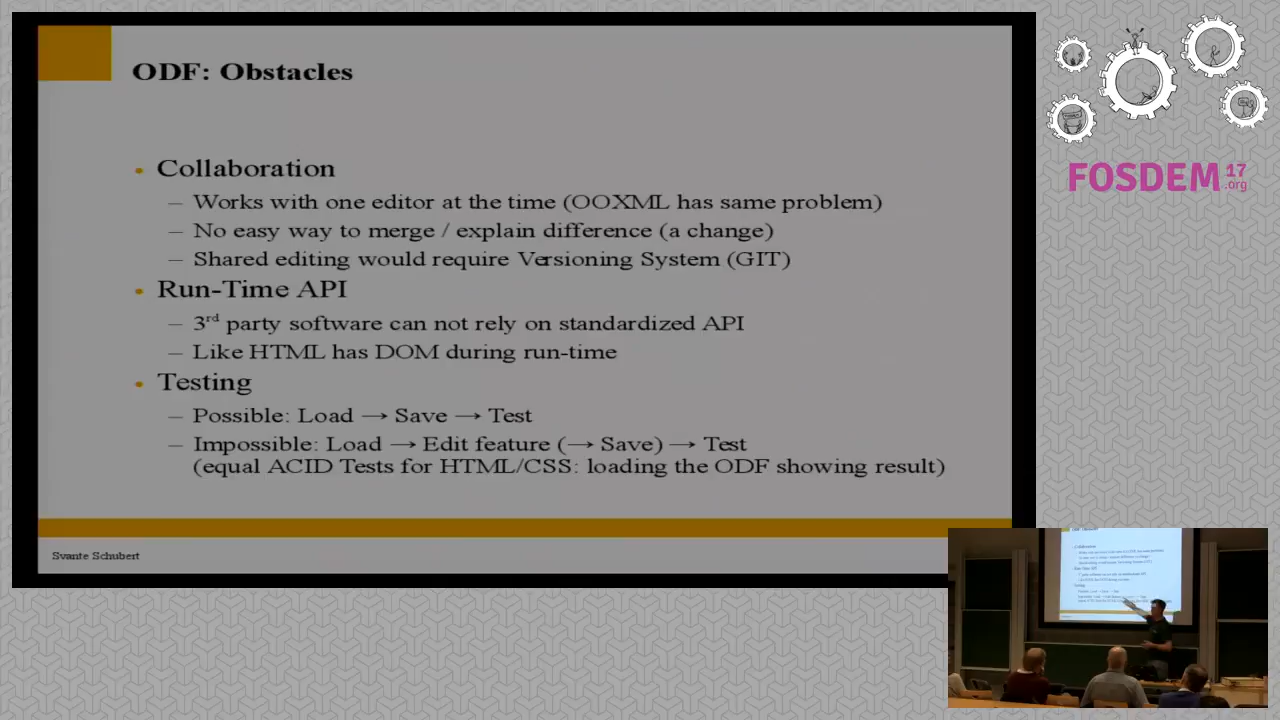 ODF: Obstacles
• Collaboration
– Works with one editor at the time (OOXML has same problem)
– No easy way to merge / explain difference (a change)
– Shared editing would require Versioning System (GIT)
• Run-Time API
– 3rd party software can not rely on standardized API
– Like HTML has DOM during run-time
• Testing
– Possible: Load → Save → Test
– Impossible: Load → Edit feature (→ Save) → Test
(equal ACID Tests for HTML/CSS: loading the ODF showing result)
Svante Schubert
FOSDEM 17
.org